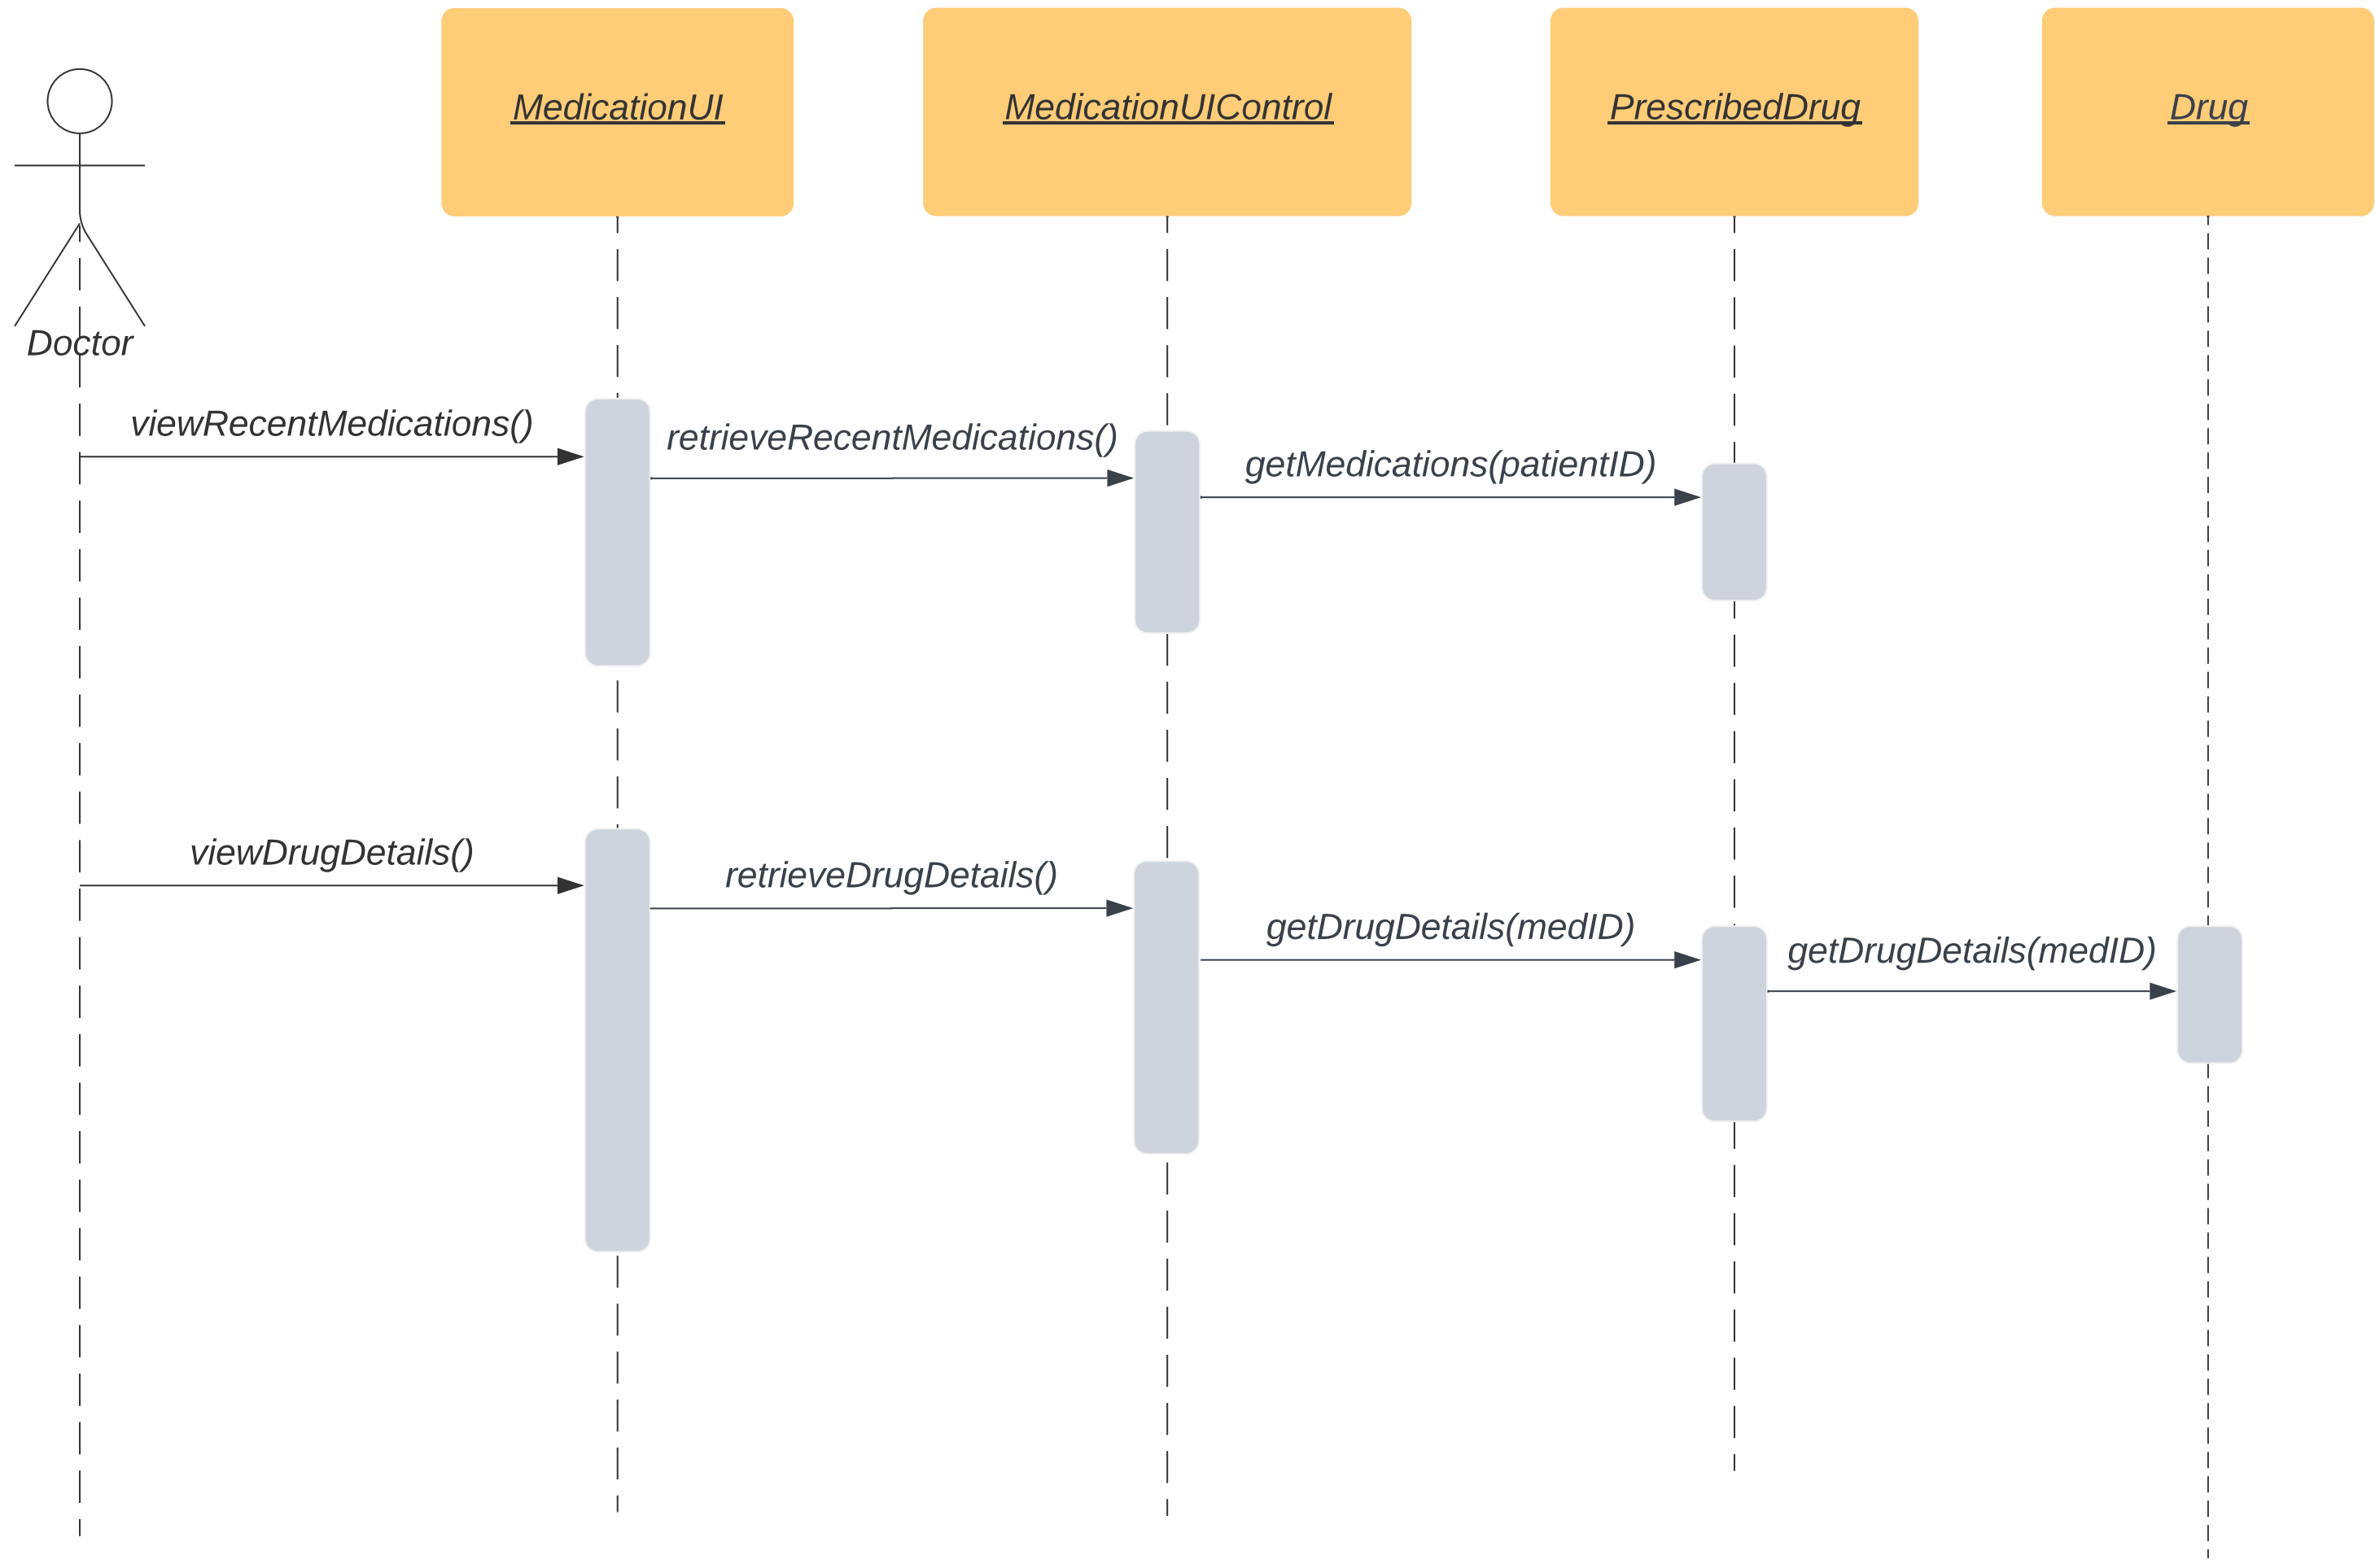 MedicationUI
MedicationUIControl
PrescribedDrug
Drug
Doctor
viewRecentMedications()
retrieveRecentMedications()
getMedications(patientID)
viewDrugDetails()
retrieveDrugDetails()
getDrugDetails(medID)
getDrugDetails(medID)